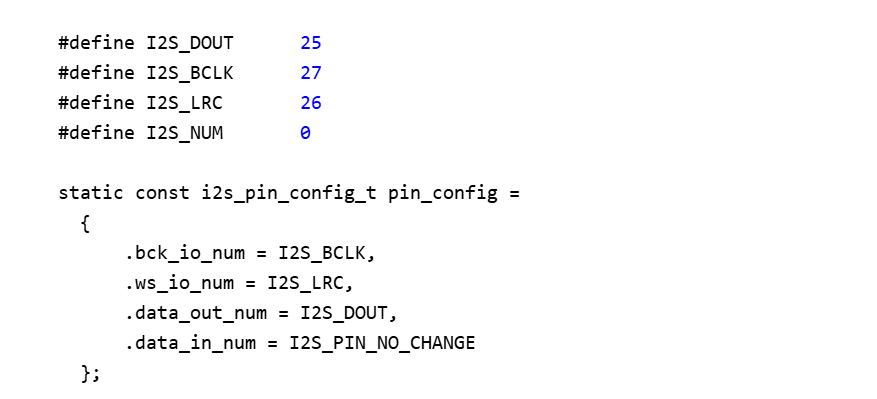 #define I2S_DOUT      25
#define I2S_BCLK      27
#define I2S_LRC       26
#define I2S_NUM       0
static const i2s_pin_config_t pin_config =
  {
      .bck_io_num = I2S_BCLK,
      .ws_io_num = I2S_LRC,
      .data_out_num = I2S_DOUT,
      .data_in_num = I2S_PIN_NO_CHANGE
  };